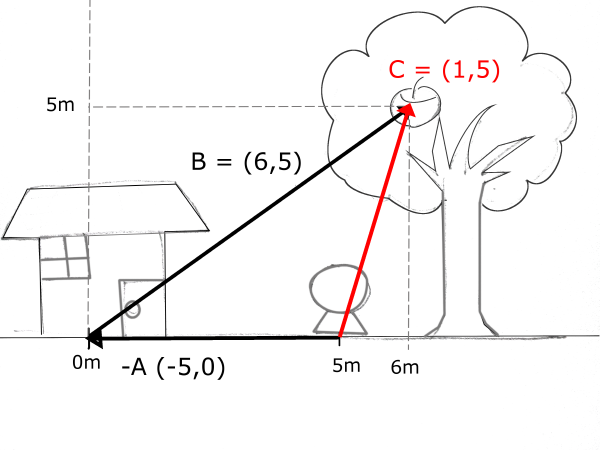 C = (1,5)
5m
B = (6,5)
0m
-A (-5,0)
5m
6m